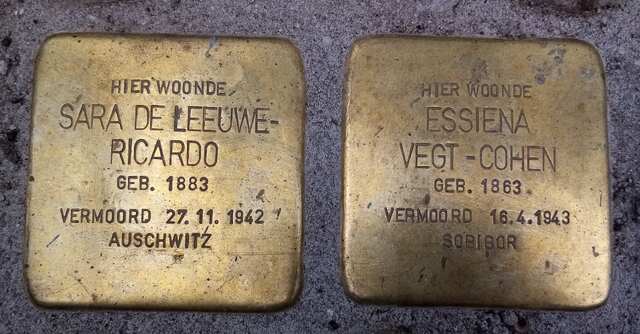 HIER WOONDE
SARA DE LEEUWE-
RICARDO
GEB. 1883
VERMOORD 27.11.1942
AUSCHWITZ
HIER WOONDE
ESSIENA
VEGT-COHEN
GEB. 1863
VERMOORD 16.4.1943
SOBIBOR